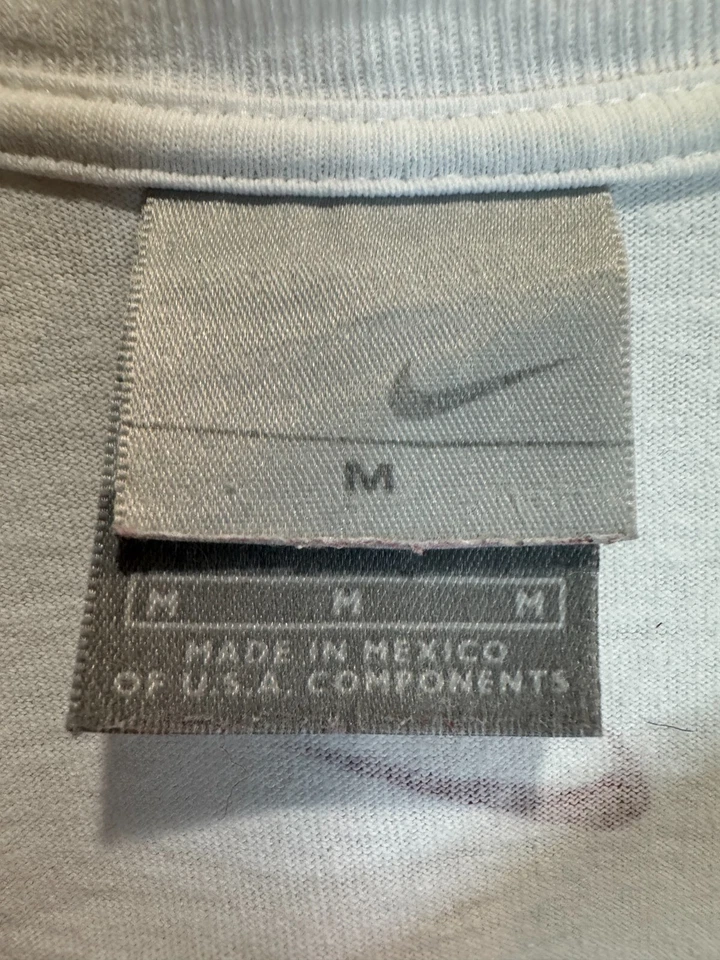 M
M M M
MADE IN MEXICO
OF U.S.A. COMPONENTS